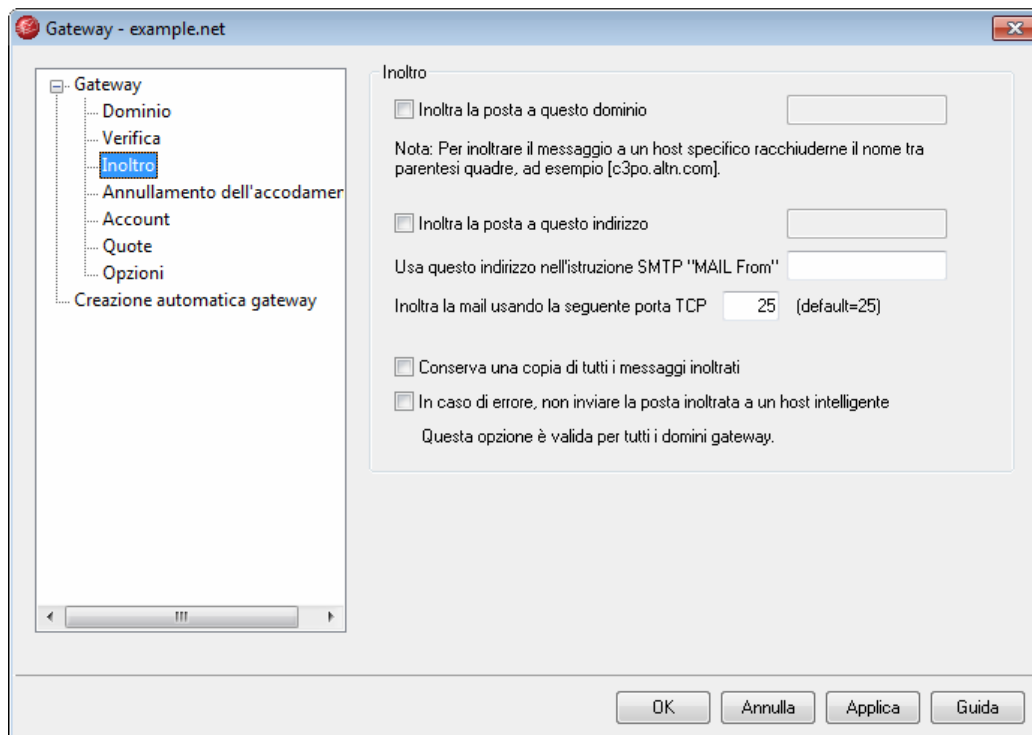 Gateway - example.net
Gateway
Dominio
Verifica
Inoltro
Annullamento dell'accodamer
Account
Quote
Opzioni
Creazione automatica gateway
Inoltro
Inoltra la posta a questo dominio
Nota: Per inoltrare il messaggio a un host specifico racchiuderne il nome tra
parentesi quadre, ad esempio [c3po.altn.com].
Inoltra la posta a questo indirizzo
Usa questo indirizzo nell'istruzione SMTP "MAIL From"
Inoltra la mail usando la seguente porta TCP 25 (default=25)
Conserva una copia di tutti i messaggi inoltrati
In caso di errore, non inviare la posta inoltrata a un host intelligente
Questa opzione è valida per tutti i domini gateway.
OK Annulla Applica Guida